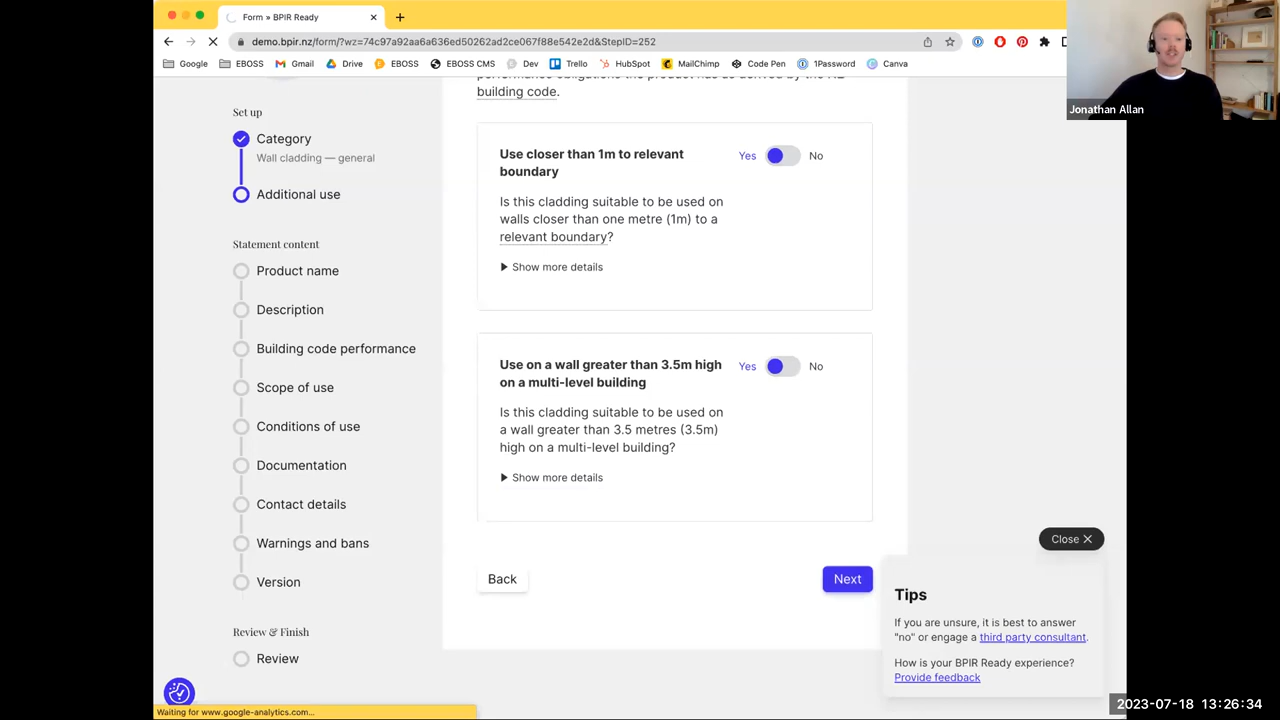 Form » BPIR Ready
demo.bpir.nz/form/?wz=74c97a92aa6a636ed50262ad2ce067f88e542e2d&StepID=252
Google
EBOSS
Gmail
Drive
EBOSS
EBOSS CMS
Dev
Trello
HubSpot
MailChimp
Code Pen
1Password
Canva
Jonathan Allan
Set up
Category
Wall cladding — general
Additional use
Statement content
Product name
Description
Building code performance
Scope of use
Conditions of use
Documentation
Contact details
Warnings and bans
Version
Review & Finish
Review
building code.
Use closer than 1m to relevant
boundary
Yes No
Is this cladding suitable to be used on
walls closer than one metre (1m) to a
relevant boundary?
Show more details
Use on a wall greater than 3.5m high
on a multi-level building
Yes No
Is this cladding suitable to be used on
a wall greater than 3.5 metres (3.5m)
high on a multi-level building?
Show more details
Back
Next
Close
Tips
If you are unsure, it is best to answer
"no" or engage a third party consultant.
How is your BPIR Ready experience?
Provide feedback
Waiting for www.google-analytics.com...
2023-07-18 13:26:34